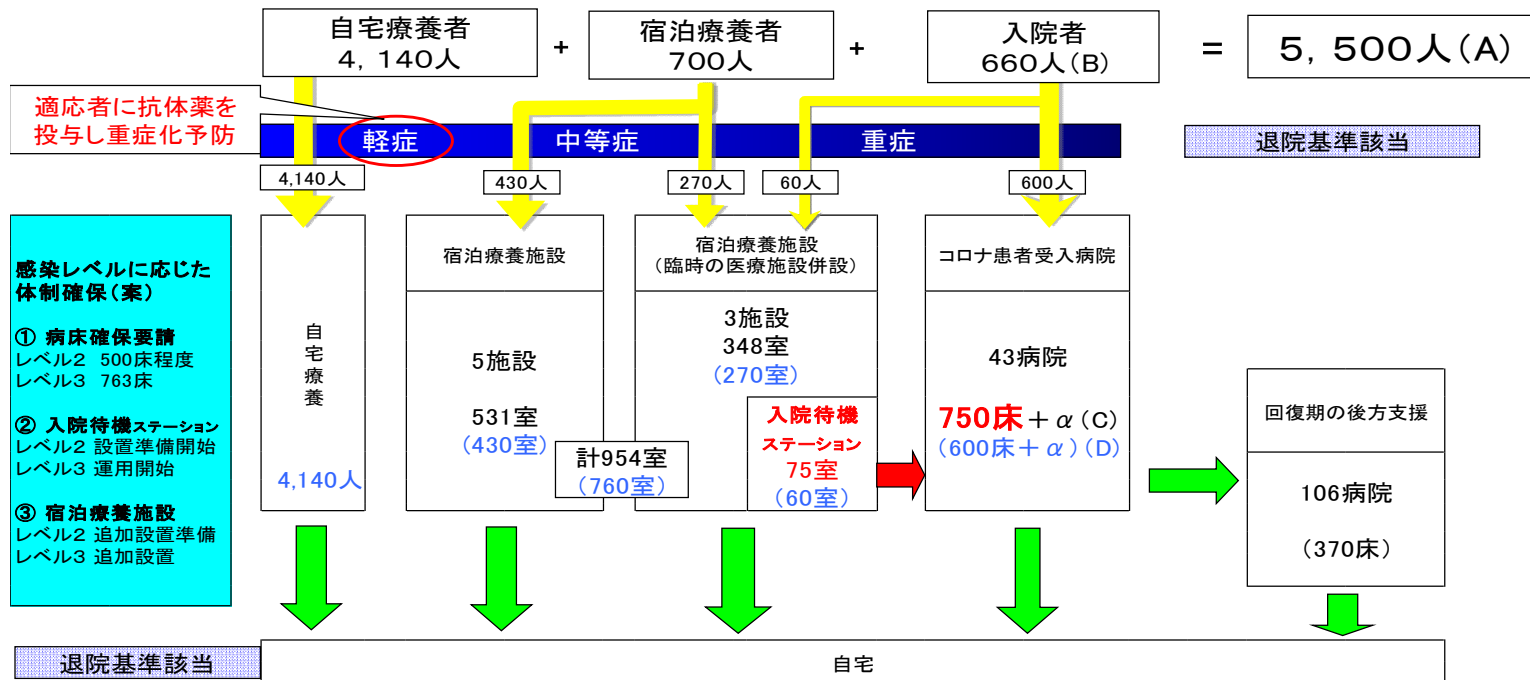 自宅療養者
4,140人
+
宿泊療養者
700人
+
入院者
660人(B)
=
5,500人(A)
適応者に抗体薬を
投与し重症化予防
軽症
中等症
重症
退院基準該当
4,140人
430人
270人
60人
600人
感染レベルに応じた
体制確保(案)
① 病床確保要請
レベル2 500床程度
レベル3 763床
② 入院待機ステーション
レベル2 設置準備開始
レベル3 運用開始
③ 宿泊療養施設
レベル2 追加設置準備
レベル3 追加設置
自宅療養
4,140人
宿泊療養施設
5施設
531室
(430室)
計954室
(760室)
宿泊療養施設
(臨時の医療施設併設)
3施設
348室
(270室)
入院待機
ステーション
75室
(60室)
コロナ患者受入病院
43病院
750床+α(C)
(600床+α)(D)
回復期の後方支援
106病院
(370床)
退院基準該当
自宅